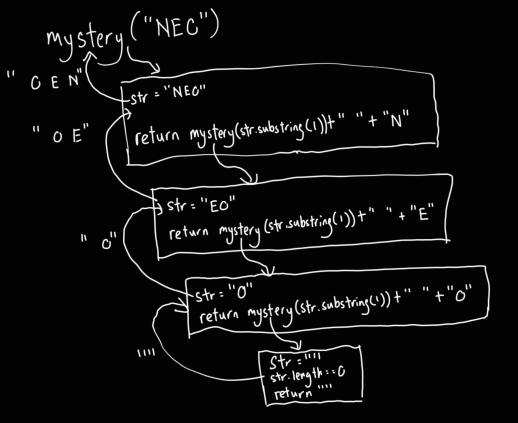 mystery("NEO")
" O E N"
str = "NEO"
return mystery(str.substring(1))+" " + "N"
" O E"
str = "EO"
return mystery(str.substring(1))+" " + "E"
" O"
str = "O"
return mystery(str.substring(1))+" " +"O"
""
str = ""
str.length==0
return ""